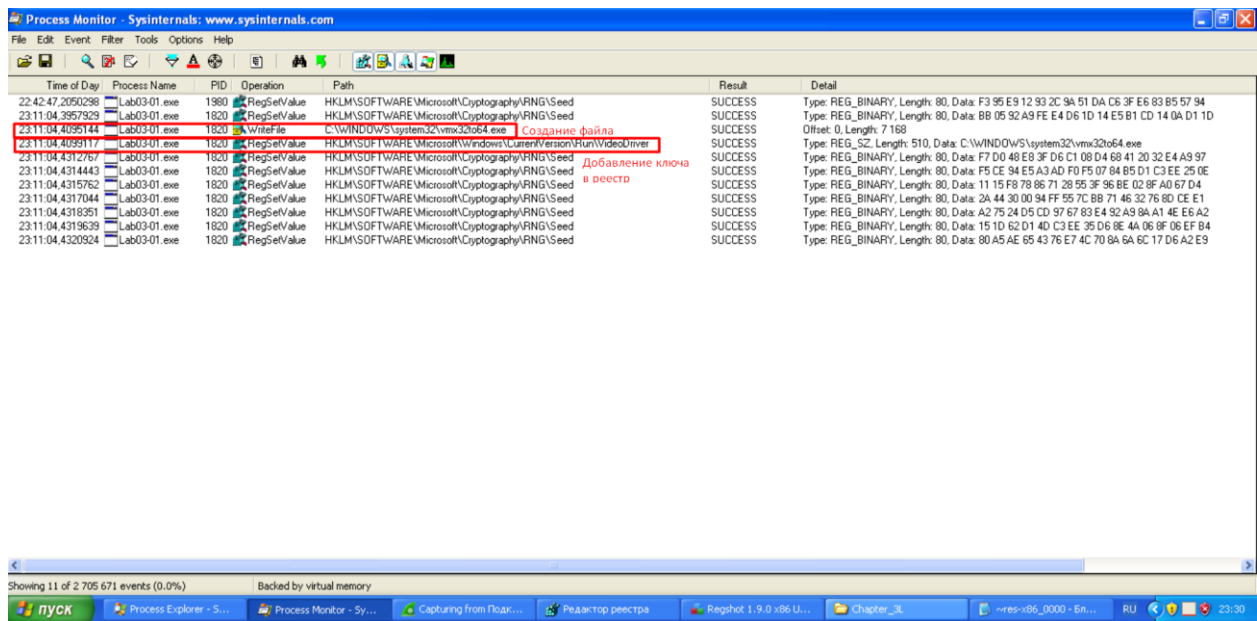 Process Monitor - Sysinternals: www.sysinternals.com
File Edit Event Filter Tools Options Help
Time of Day Process Name PID Operation Path Result Detail
22:42:47,2050298 Lab03-01.exe 1980 RegSetValue HKLM\SOFTWARE\Microsoft\Cryptography\RNG\Seed SUCCESS Type: REG_BINARY, Length: 80, Data: F3 95 E9 12 93 2C 9A 51 DA C6 3F E6 83 B5 57 94
23:11:04,3957929 Lab03-01.exe 1820 RegSetValue HKLM\SOFTWARE\Microsoft\Cryptography\RNG\Seed SUCCESS Type: REG_BINARY, Length: 80, Data: BB 05 92 A9 FE E4 D6 1D 14 E5 B1 CD 14 0A D1 1D
23:11:04,4095144 Lab03-01.exe 1820 WriteFile C:\WINDOWS\system32\vmx32to64.exe Создание файла SUCCESS Offset: 0, Length: 7 168
23:11:04,4099117 Lab03-01.exe 1820 RegSetValue HKLM\SOFTWARE\Microsoft\Windows\CurrentVersion\Run\VideoDriver SUCCESS Type: REG_SZ, Length: 510, Data: C:\WINDOWS\system32\vmx32to64.exe
23:11:04,4312767 Lab03-01.exe 1820 RegSetValue HKLM\SOFTWARE\Microsoft\Cryptography\RNG\Seed Добавление ключа SUCCESS Type: REG_BINARY, Length: 80, Data: F7 D0 48 E8 3F D6 C1 08 D4 68 41 20 32 E4 A9 97
23:11:04,4314443 Lab03-01.exe 1820 RegSetValue HKLM\SOFTWARE\Microsoft\Cryptography\RNG\Seed в реестр SUCCESS Type: REG_BINARY, Length: 80, Data: F5 CE 94 E5 A3 AD F0 F5 07 84 B5 D1 C3 EE 25 0E
23:11:04,4315762 Lab03-01.exe 1820 RegSetValue HKLM\SOFTWARE\Microsoft\Cryptography\RNG\Seed SUCCESS Type: REG_BINARY, Length: 80, Data: 11 15 F8 78 86 71 28 55 3F 96 BE 02 8F A0 67 D4
23:11:04,4317044 Lab03-01.exe 1820 RegSetValue HKLM\SOFTWARE\Microsoft\Cryptography\RNG\Seed SUCCESS Type: REG_BINARY, Length: 80, Data: 2A 44 30 00 94 FF 55 7C BB 71 46 32 76 8D CE E1
23:11:04,4318351 Lab03-01.exe 1820 RegSetValue HKLM\SOFTWARE\Microsoft\Cryptography\RNG\Seed SUCCESS Type: REG_BINARY, Length: 80, Data: A2 75 24 D5 CD 97 67 83 E4 92 A9 8A A1 4E E6 A2
23:11:04,4319639 Lab03-01.exe 1820 RegSetValue HKLM\SOFTWARE\Microsoft\Cryptography\RNG\Seed SUCCESS Type: REG_BINARY, Length: 80, Data: 15 1D 62 D1 4D C3 EE 35 D6 8E 4A 06 8F 06 EF B4
23:11:04,4320924 Lab03-01.exe 1820 RegSetValue HKLM\SOFTWARE\Microsoft\Cryptography\RNG\Seed SUCCESS Type: REG_BINARY, Length: 80, Data: 80 A5 AE 65 43 76 E7 4C 70 8A 6A 6C 17 D6 A2 E9
Showing 11 of 2 705 671 events (0.0%) Backed by virtual memory
пуск Process Explorer - S... Process Monitor - Sy... Capturing from Подк... Редактор реестра Regshot 1.9.0 x86 U... Chapter_3L ~res-x86_0000 - Бл... RU 23:30